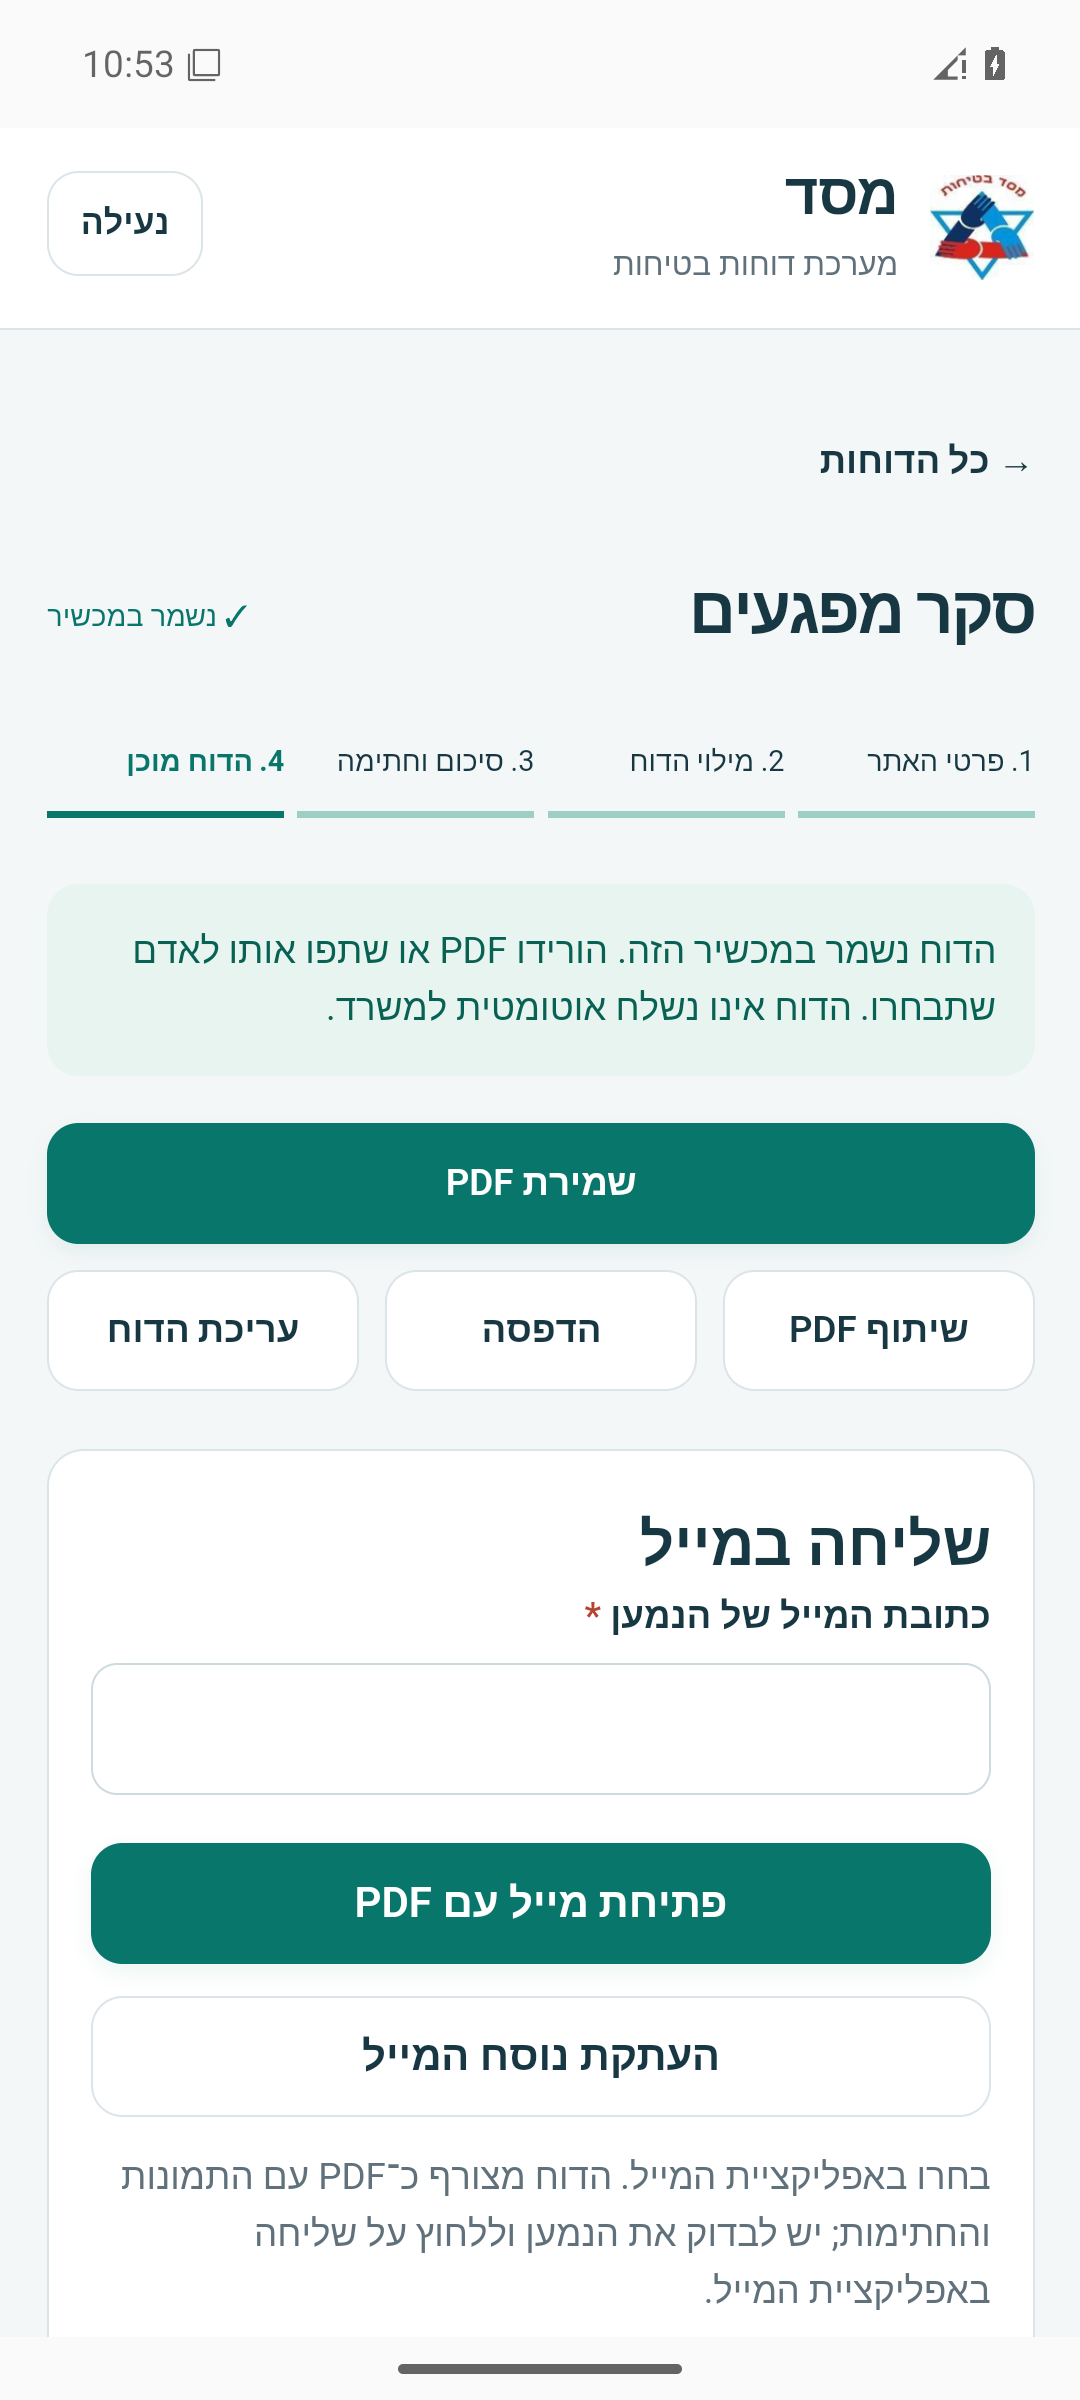 10:53
מסד בטיחות
מסד
מערכת דוחות בטיחות
נעילה
→ כל הדוחות
סקר מפגעים
✓ נשמר במכשיר
1. פרטי האתר
2. מילוי הדוח
3. סיכום וחתימה
4. הדוח מוכן
הדוח נשמר במכשיר הזה. הורידו PDF או שתפו אותו לאדם
שתבחרו. הדוח אינו נשלח אוטומטית למשרד.
שמירת PDF
שיתוף PDF
הדפסה
עריכת הדוח
שליחה במייל
כתובת המייל של הנמען *
פתיחת מייל עם PDF
העתקת נוסח המייל
בחרו באפליקציית המייל. הדוח מצורף כ־PDF עם התמונות
והחתימות; יש לבדוק את הנמען וללחוץ על שליחה
באפליקציית המייל.